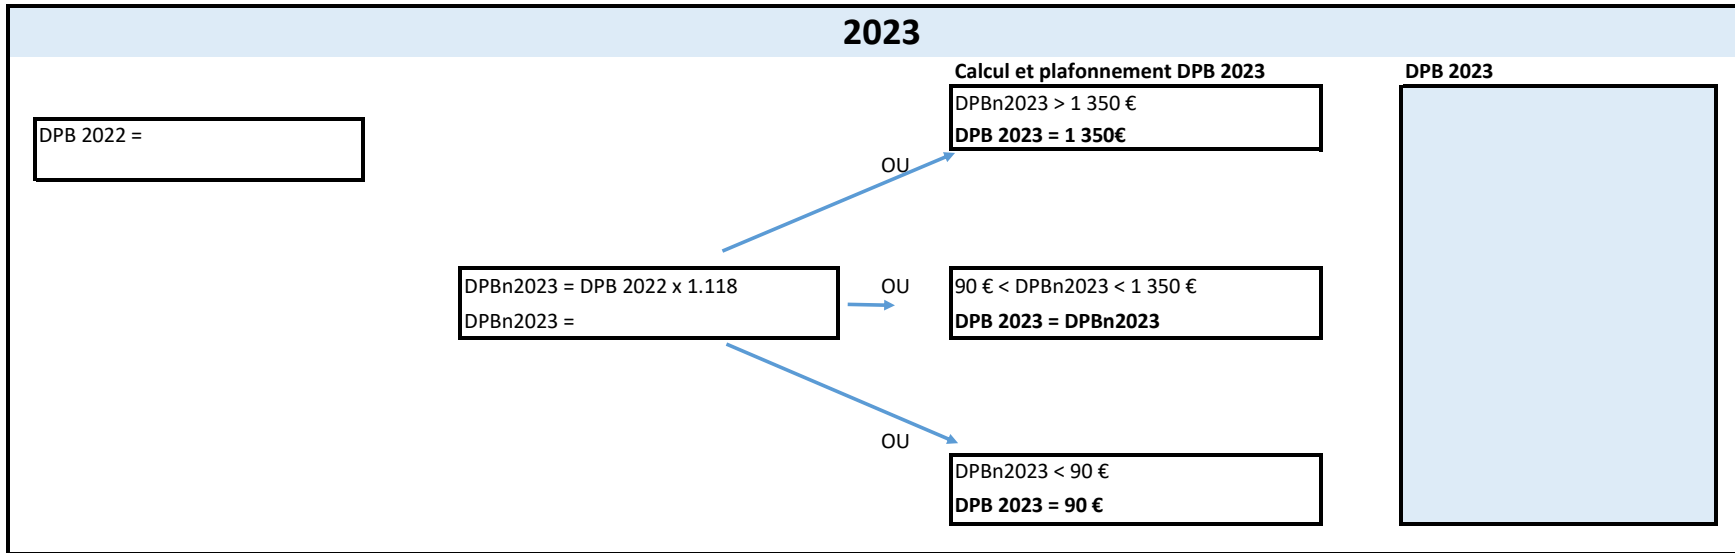 2023
Calcul et plafonnement DPB 2023
DPB 2023
DPBn2023 > 1 350 €
DPB 2023 = 1 350€
DPB 2022 =
OU
DPBn2023 = DPB 2022 x 1.118
DPBn2023 =
OU
90 € < DPBn2023 < 1 350 €
DPB 2023 = DPBn2023
OU
DPBn2023 < 90 €
DPB 2023 = 90 €